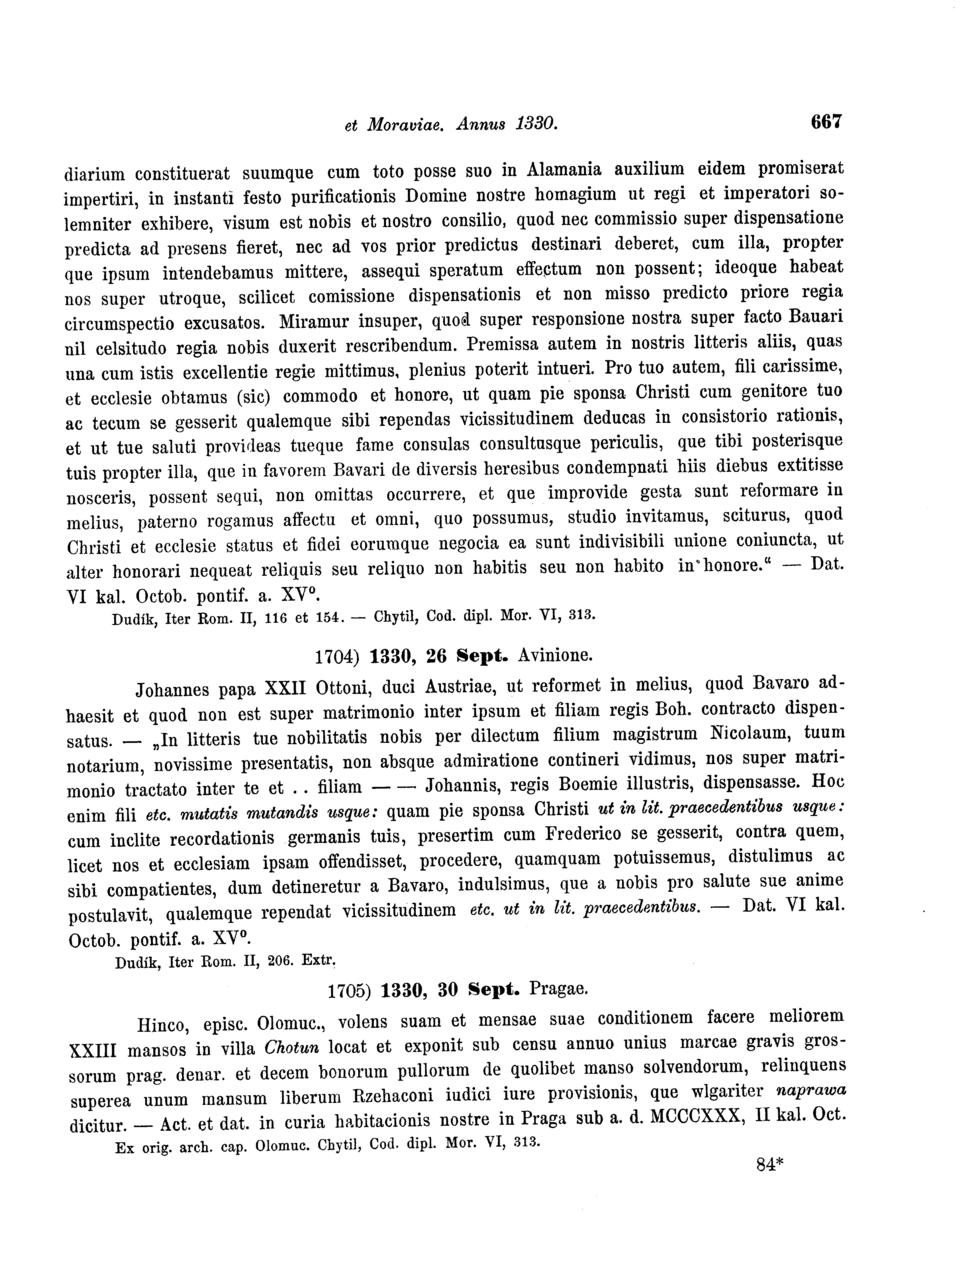 et Moraviae. Annus 1330. 667
diarium constituerat suumque cum toto posse suo in Alamania auxilium eidem promiserat
impertiri, in instanti festo purificationis Domine nostre homagium ut regi et imperatori so-
lemniter exhibere, visum est nobis et nostro consilio, quod nec commissio super dispensatione
predicta ad presens fieret, nec ad vos prior predictus destinari deberet, cum illa, propter
que ipsum intendebamus mittere, assequi speratum effectum non possent; ideoque habeat
nos super utroque, scilicet comissione dispensationis et non misso predicto priore regia
circumspectio excusatos. Miramur insuper, quod super responsione nostra super facto Bauari
nil celsitudo regia nobis duxerit rescribendum. Premissa autem in nostris litteris aliis, quas
una cum istis excellentie regie mittimus, plenius poterit intueri. Pro tuo autem, fili carissime,
et ecclesie obtamus (sic) commodo et honore, ut quam pie sponsa Christi cum genitore tuo
ac tecum se gesserit qualemque sibi rependas vicissitudinem deducas in consistorio rationis,
et ut tue saluti provideas tueque fame consulas consultusque periculis, que tibi posterisque
tuis propter illa, que in favorem Bavari de diversis heresibus condempnati hiis diebus extitisse
nosceris, possent sequi, non omittas occurrere, et que improvide gesta sunt reformare in
melius, paterno rogamus affectu et omni, quo possumus, studio invitamus, sciturus, quod
Christi et ecclesie status et fidei eorumque negocia ea sunt indivisibili unione coniuncta, ut
alter honorari nequeat reliquis seu reliquo non habitis seu non habito in honore.“ — Dat.
VI kal. Octob. pontif. a. XV⁰.
Dudík, Iter Rom. II, 116 et 154. — Chytil, Cod. dipl. Mor. VI, 313.
1704) 1330, 26 Sept. Avinione.
Johannes papa XXII Ottoni, duci Austriae, ut reformet in melius, quod Bavaro ad-
haesit et quod non est super matrimonio inter ipsum et filiam regis Boh. contracto dispen-
satus. — „In litteris tue nobilitatis nobis per dilectum filium magistrum Nicolaum, tuum
notarium, novissime presentatis, non absque admiratione contineri vidimus, nos super matri-
monio tractato inter te et . . filiam — — Johannis, regis Boemie illustris, dispensasse. Hoc
enim fili etc. mutatis mutandis usque: quam pie sponsa Christi ut in lit. praecedentibus usque:
cum inclite recordationis germanis tuis, presertim cum Frederico se gesserit, contra quem,
licet nos et ecclesiam ipsam offendisset, procedere, quamquam potuissemus, distulimus ac
sibi compatientes, dum detineretur a Bavaro, indulsimus, que a nobis pro salute sue anime
postulavit, qualemque rependat vicissitudinem etc. ut in lit. praecedentibus. — Dat. VI kal.
Octob. pontif. a. XV⁰.
Dudík, Iter Rom. II, 206. Extr.
1705) 1330, 30 Sept. Pragae.
Hinco, episc. Olomuc., volens suam et mensae suae conditionem facere meliorem
XXIII mansos in villa Chotun locat et exponit sub censu annuo unius marcae gravis gros-
sorum prag. denar. et decem bonorum pullorum de quolibet manso solvendorum, relinquens
superea unum mansum liberum Rzehaconi iudici iure provisionis, que wlgariter naprawa
dicitur. — Act. et dat. in curia habitacionis nostre in Praga sub a. d. MCCCXXX, II kal. Oct.
Ex orig. arch. cap. Olomuc. Chytil, Cod. dipl. Mor. VI, 313.
84*